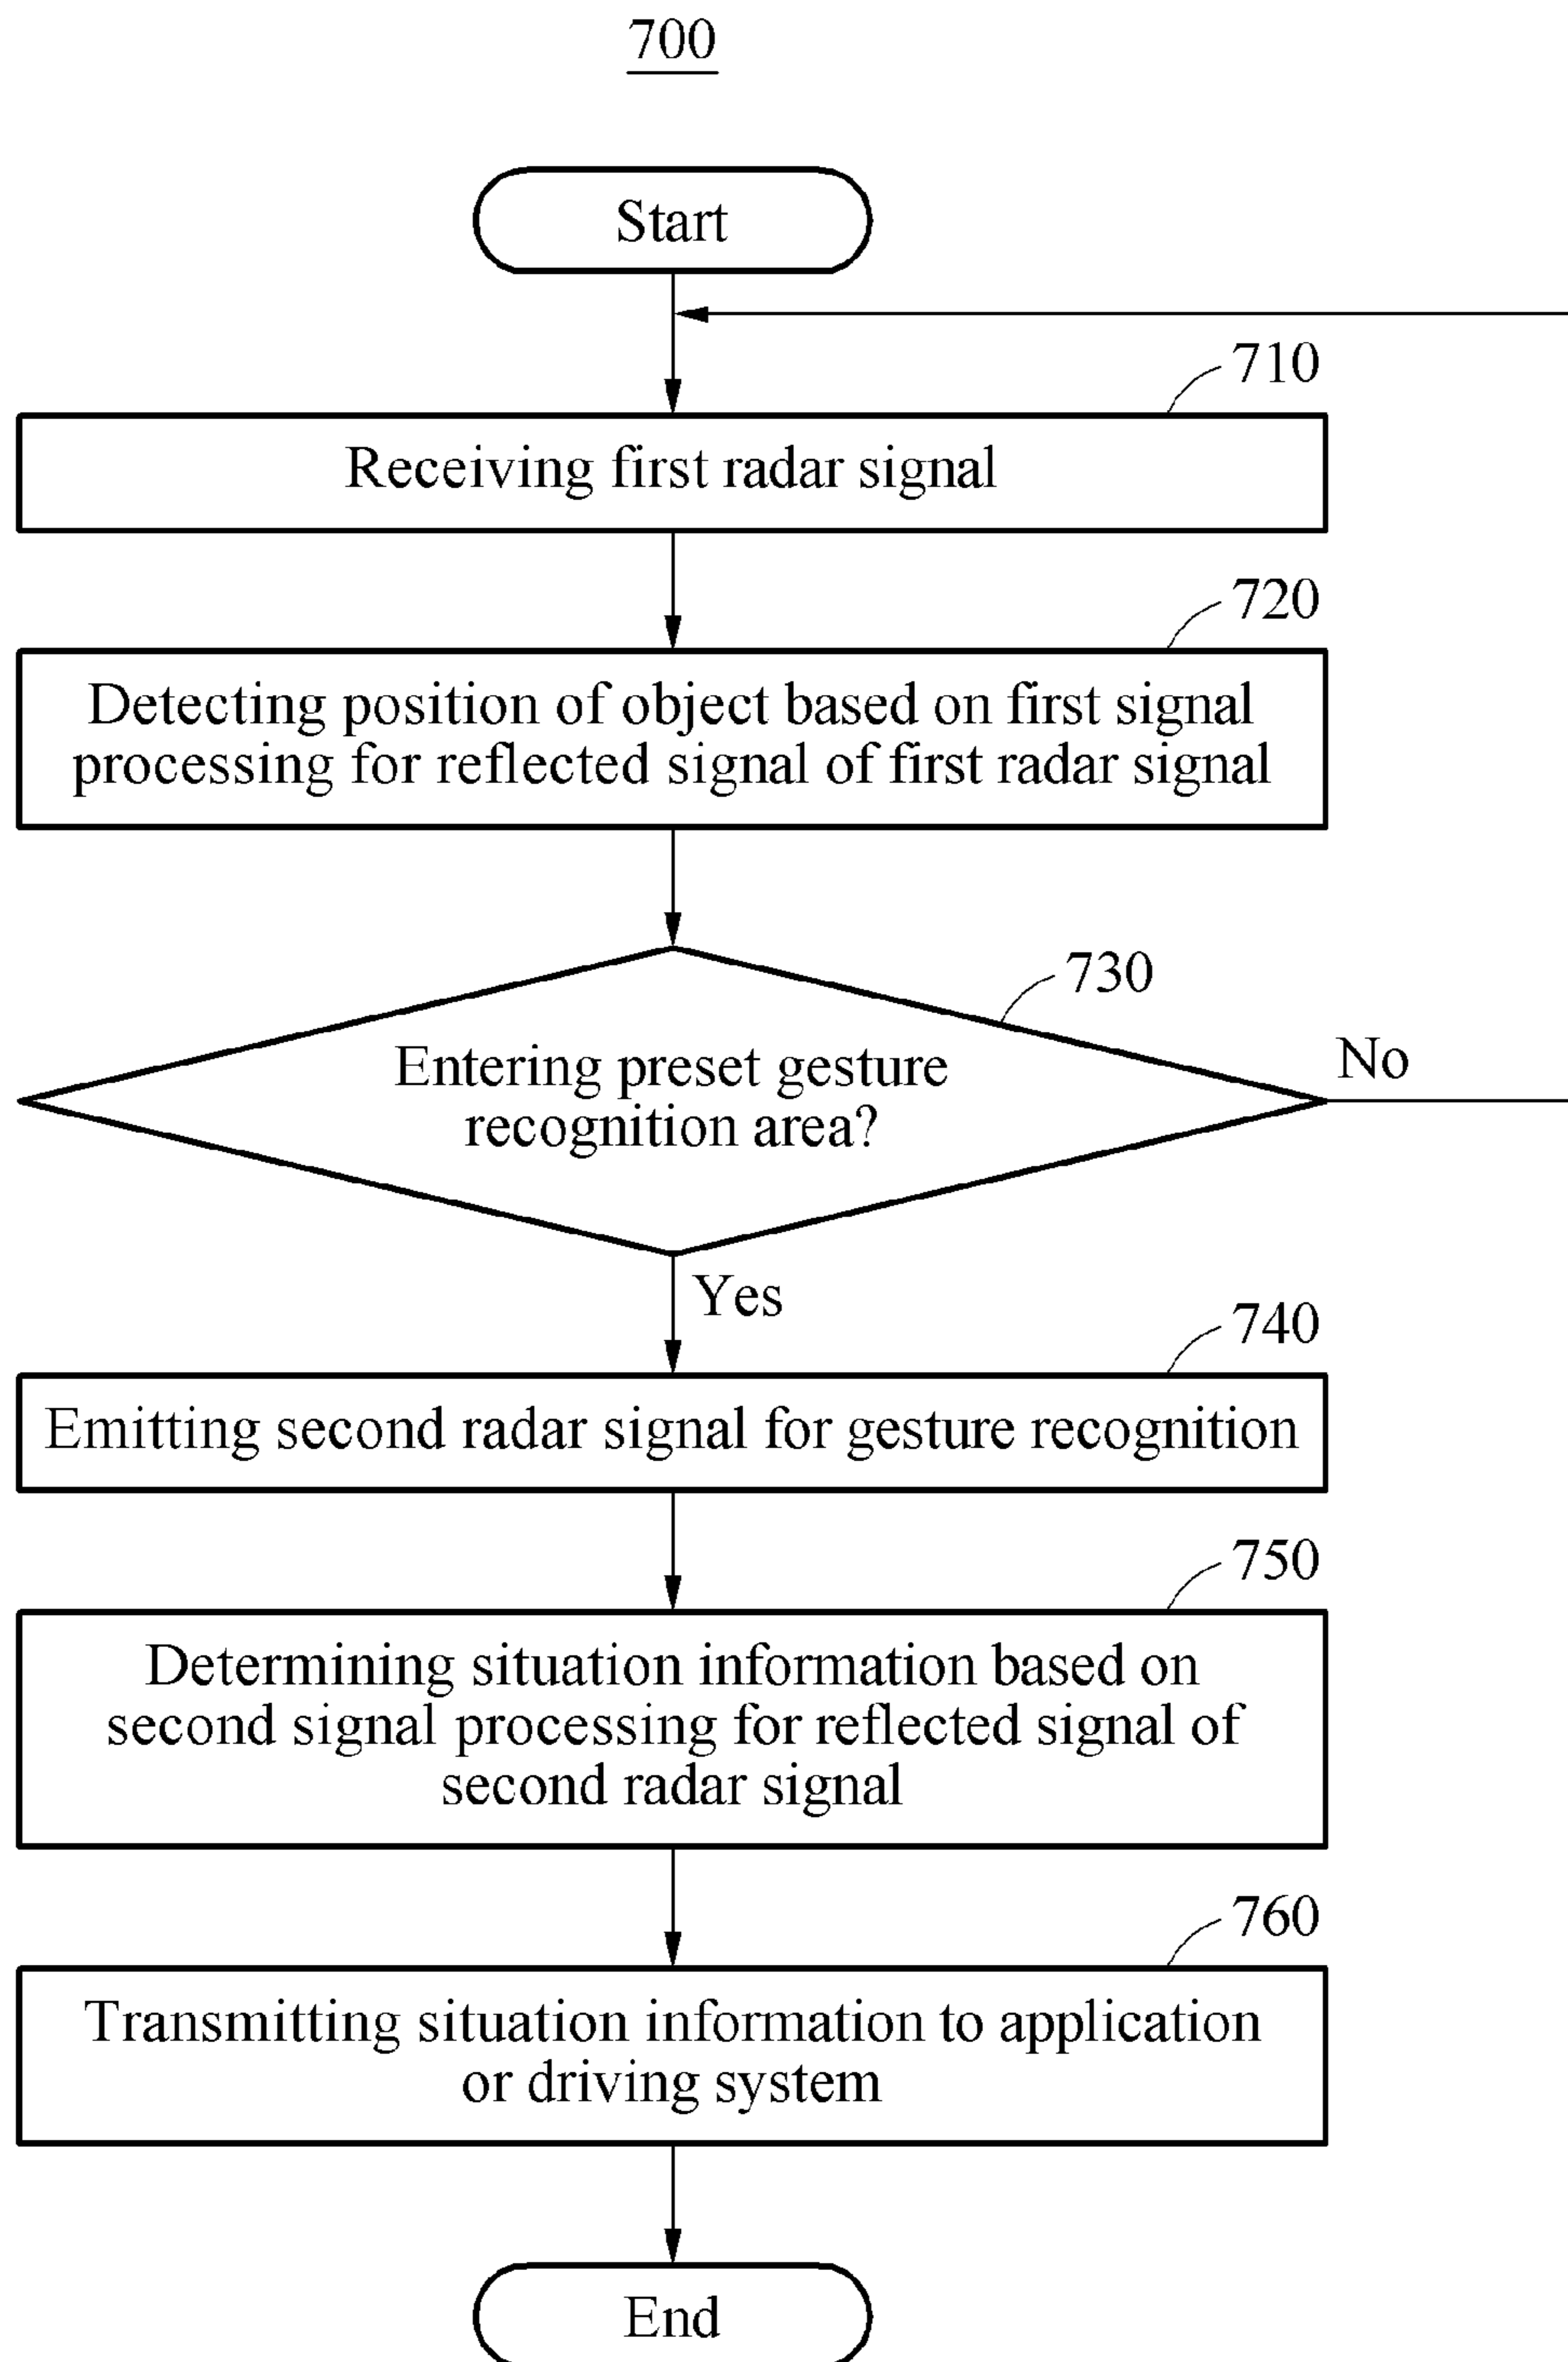 700
Start
710
Receiving first radar signal
720
Detecting position of object based on first signal
processing for reflected signal of first radar signal
730
Entering preset gesture
recognition area?
No
Yes
740
Emitting second radar signal for gesture recognition
750
Determining situation information based on
second signal processing for reflected signal of
second radar signal
760
Transmitting situation information to application
or driving system
End